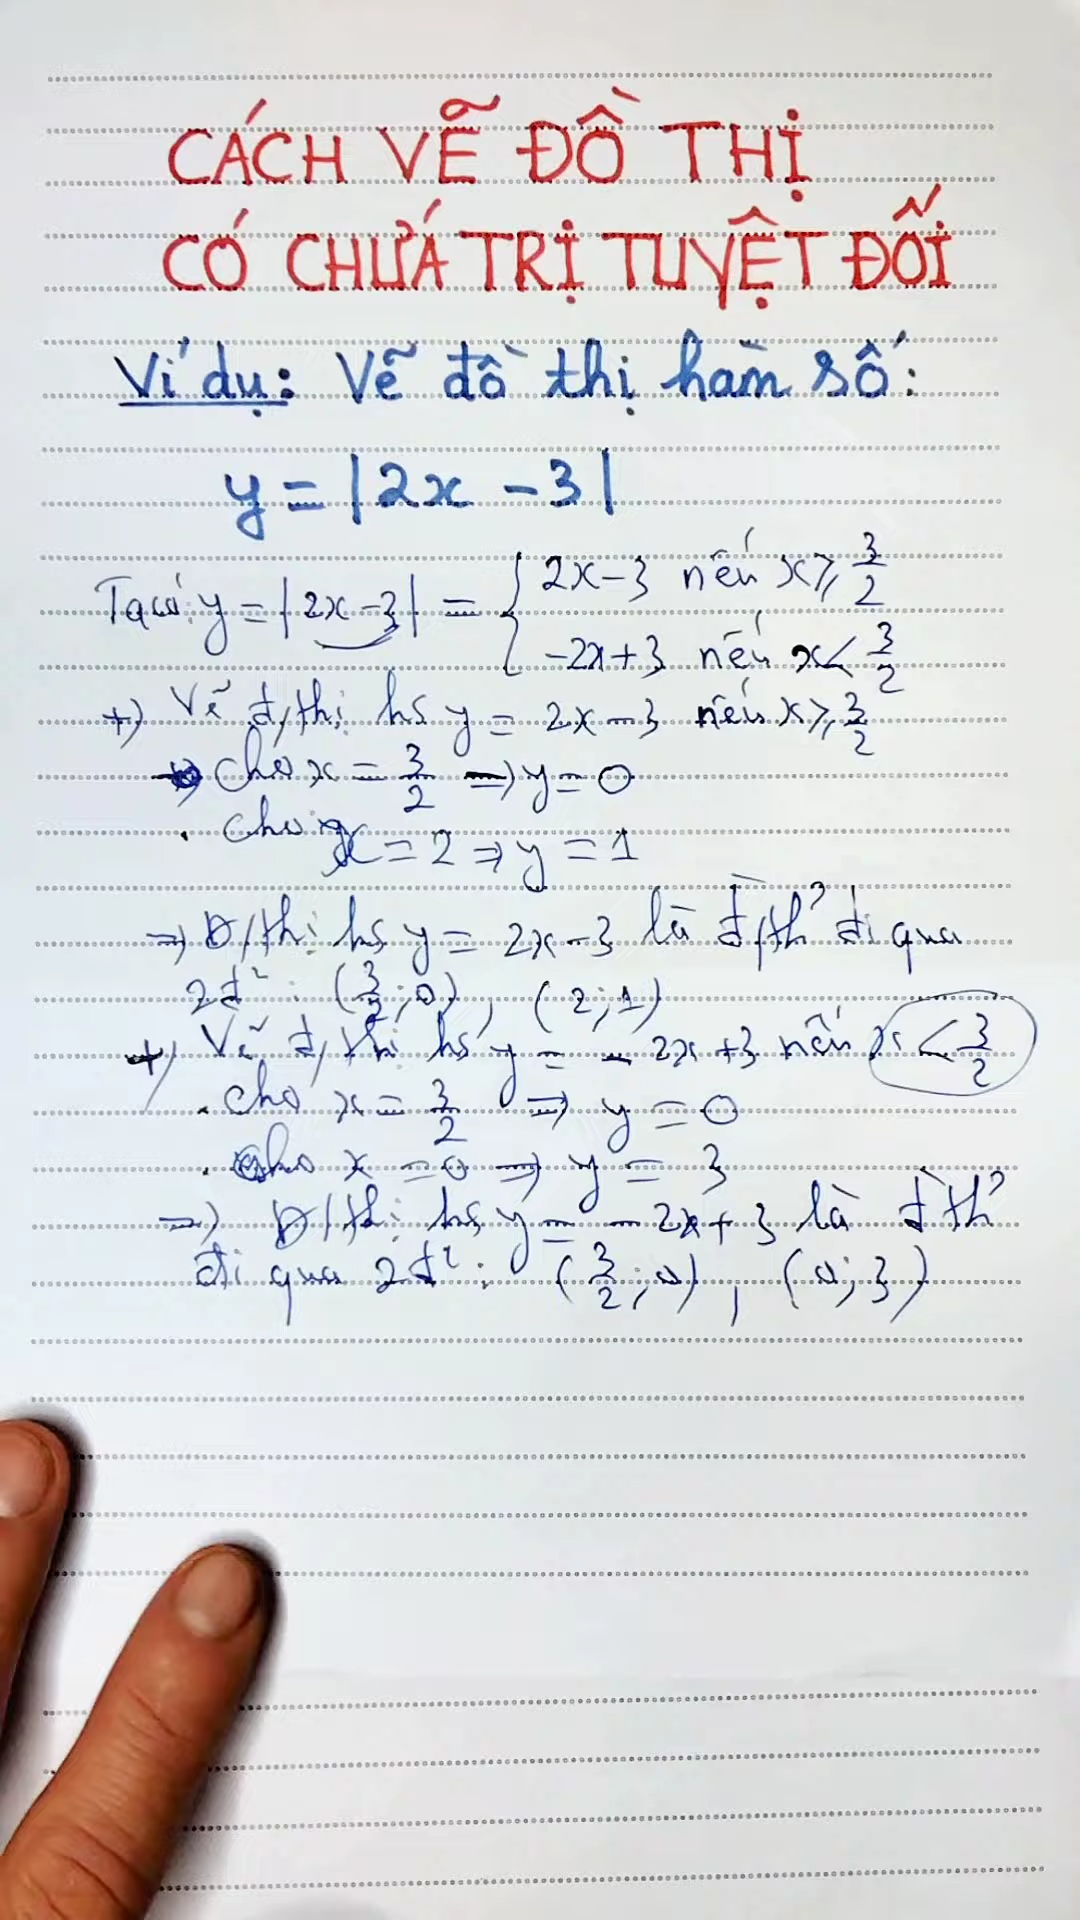 CÁCH VẼ ĐỒ THỊ
CÓ CHỨA TRỊ TUYỆT ĐỐI
Ví dụ: Vẽ đồ thị hàm số:
y = |2x - 3|
Ta có: y = |2x - 3| = { 2x - 3 nếu x ≥ 3/2
-2x + 3 nếu x < 3/2
+) Vẽ đ/thị hs y = 2x - 3 nếu x ≥ 3/2
cho x = 3/2 => y = 0
. cho x = 2 => y = 1
=> Đ/thị hs y = 2x - 3 là đ/th² đi qua
2đ²: (3/2; 0), (2; 1)
+) Vẽ đ/thị hs y = -2x + 3 nếu x < 3/2
. cho x = 3/2 => y = 0
. cho x = 0 => y = 3
=> Đ/thị hs y = -2x + 3 là đth²
đi qua 2đ²: (3/2; 0), (0; 3)